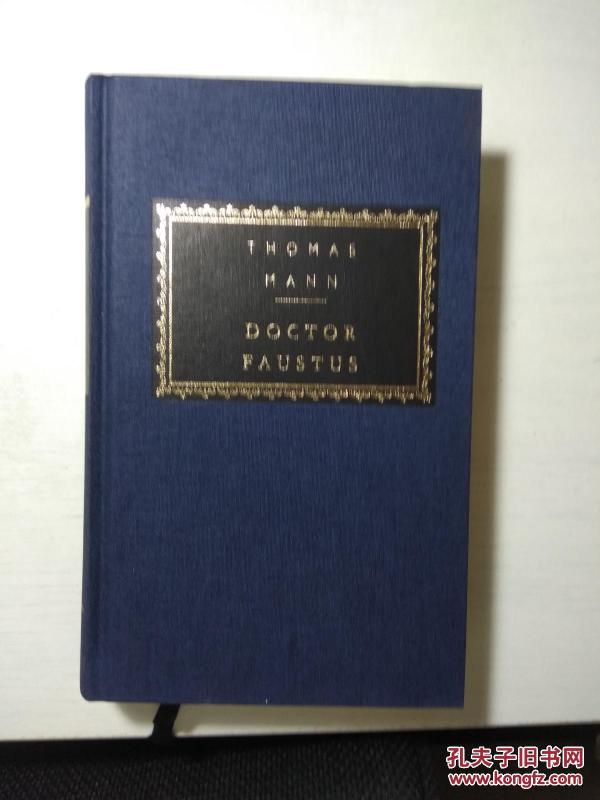 THOMAS
MANN
DOCTOR
FAUSTUS
孔夫子旧书网
www.kongfz.com